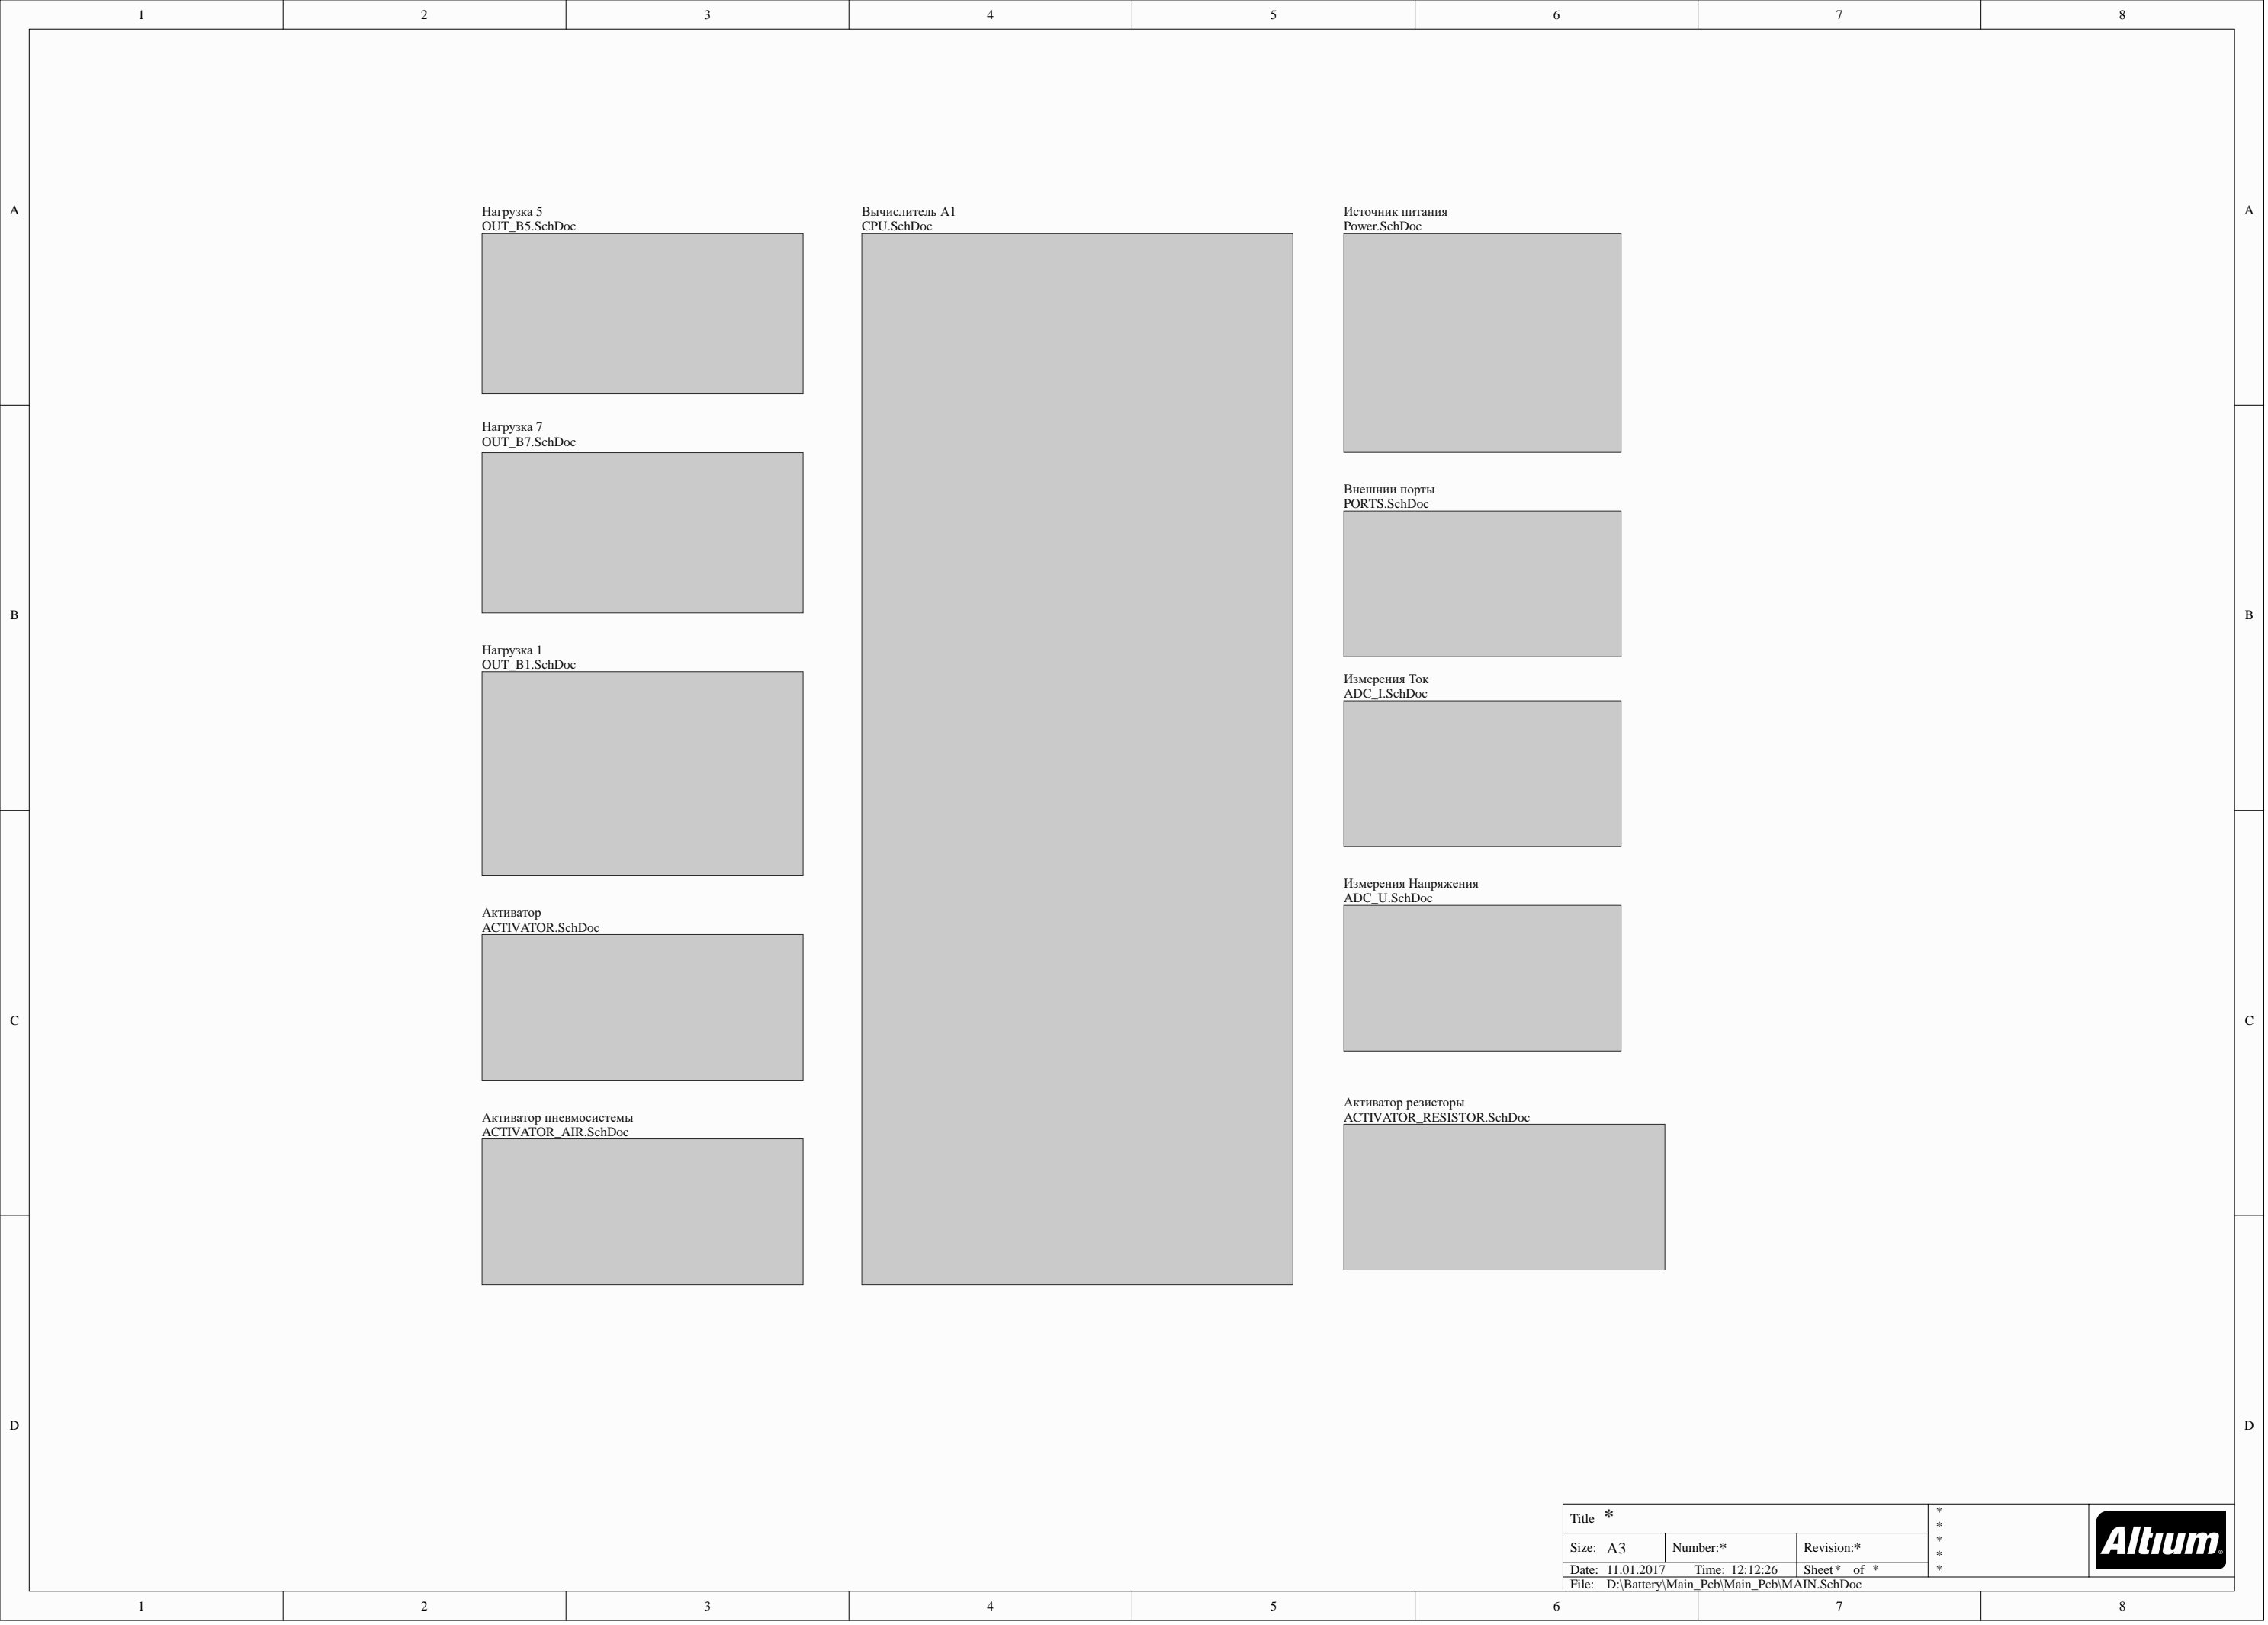 1 2 3 4 5 6 7 8
A A
Нагрузка 5
OUT_B5.SchDoc
Вычислитель A1
CPU.SchDoc
Источник питания
Power.SchDoc
Нагрузка 7
OUT_B7.SchDoc
Внешнии порты
PORTS.SchDoc
B B
Нагрузка 1
OUT_B1.SchDoc
Измерения Ток
ADC_I.SchDoc
Измерения Напряжения
ADC_U.SchDoc
Активатор
ACTIVATOR.SchDoc
C C
Активатор резисторы
ACTIVATOR_RESISTOR.SchDoc
Активатор пневмосистемы
ACTIVATOR_AIR.SchDoc
D D
Title *
Size: A3 Number:* Revision:*
Date: 11.01.2017 Time: 12:12:26 Sheet* of *
File: D:\Battery\Main_Pcb\Main_Pcb\MAIN.SchDoc
*
*
*
*
*
Altium®
1 2 3 4 5 6 7 8